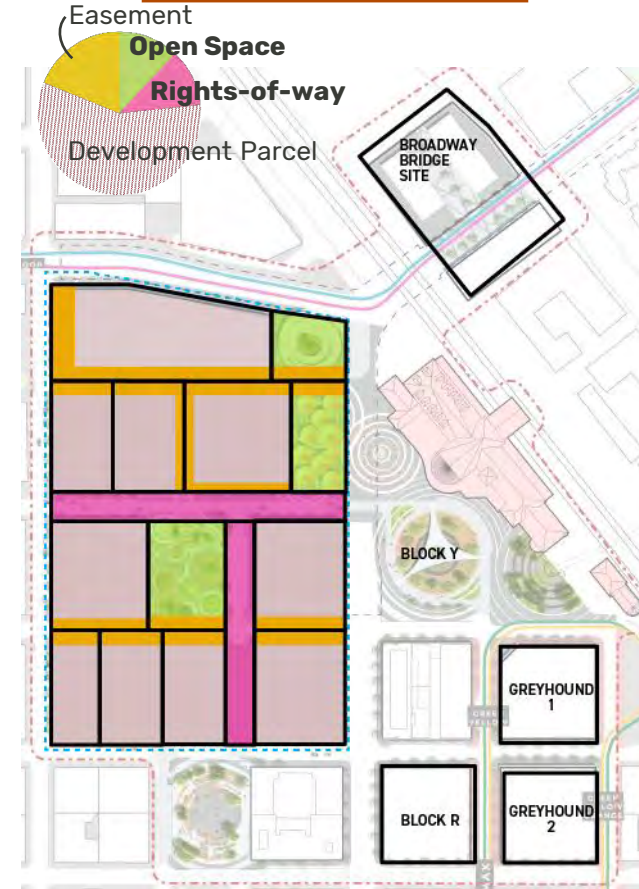 Easement
Open Space
Rights-of-way
Development Parcel
BROADWAY
BRIDGE
SITE
BLOCK Y
GREYHOUND
1
BLOCK R
GREYHOUND
2